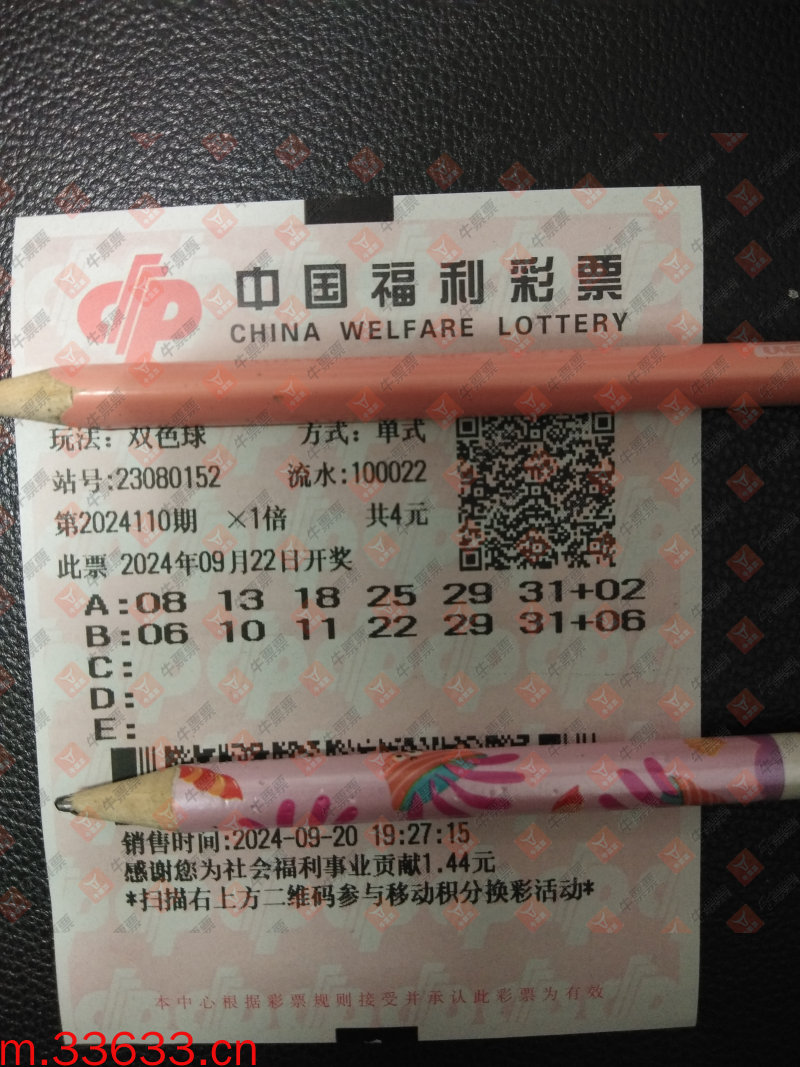 中国福利彩票
CHINA WELFARE LOTTERY
玩法: 双色球 方式: 单式
站号:23080152 流水:100022
第2024110期 ×1倍 共4元
此票 2024年09月22日开奖
A:08 13 18 25 29 31+02
B:06 10 11 22 29 31+06
C:
D:
E:
销售时间:2024-09-20 19:27:15
感谢您为社会福利事业贡献1.44元
*扫描右上方二维码参与移动积分换彩活动*
本中心根据彩票规则接受并承认此彩票为有效
m.33633.cn
牛票票